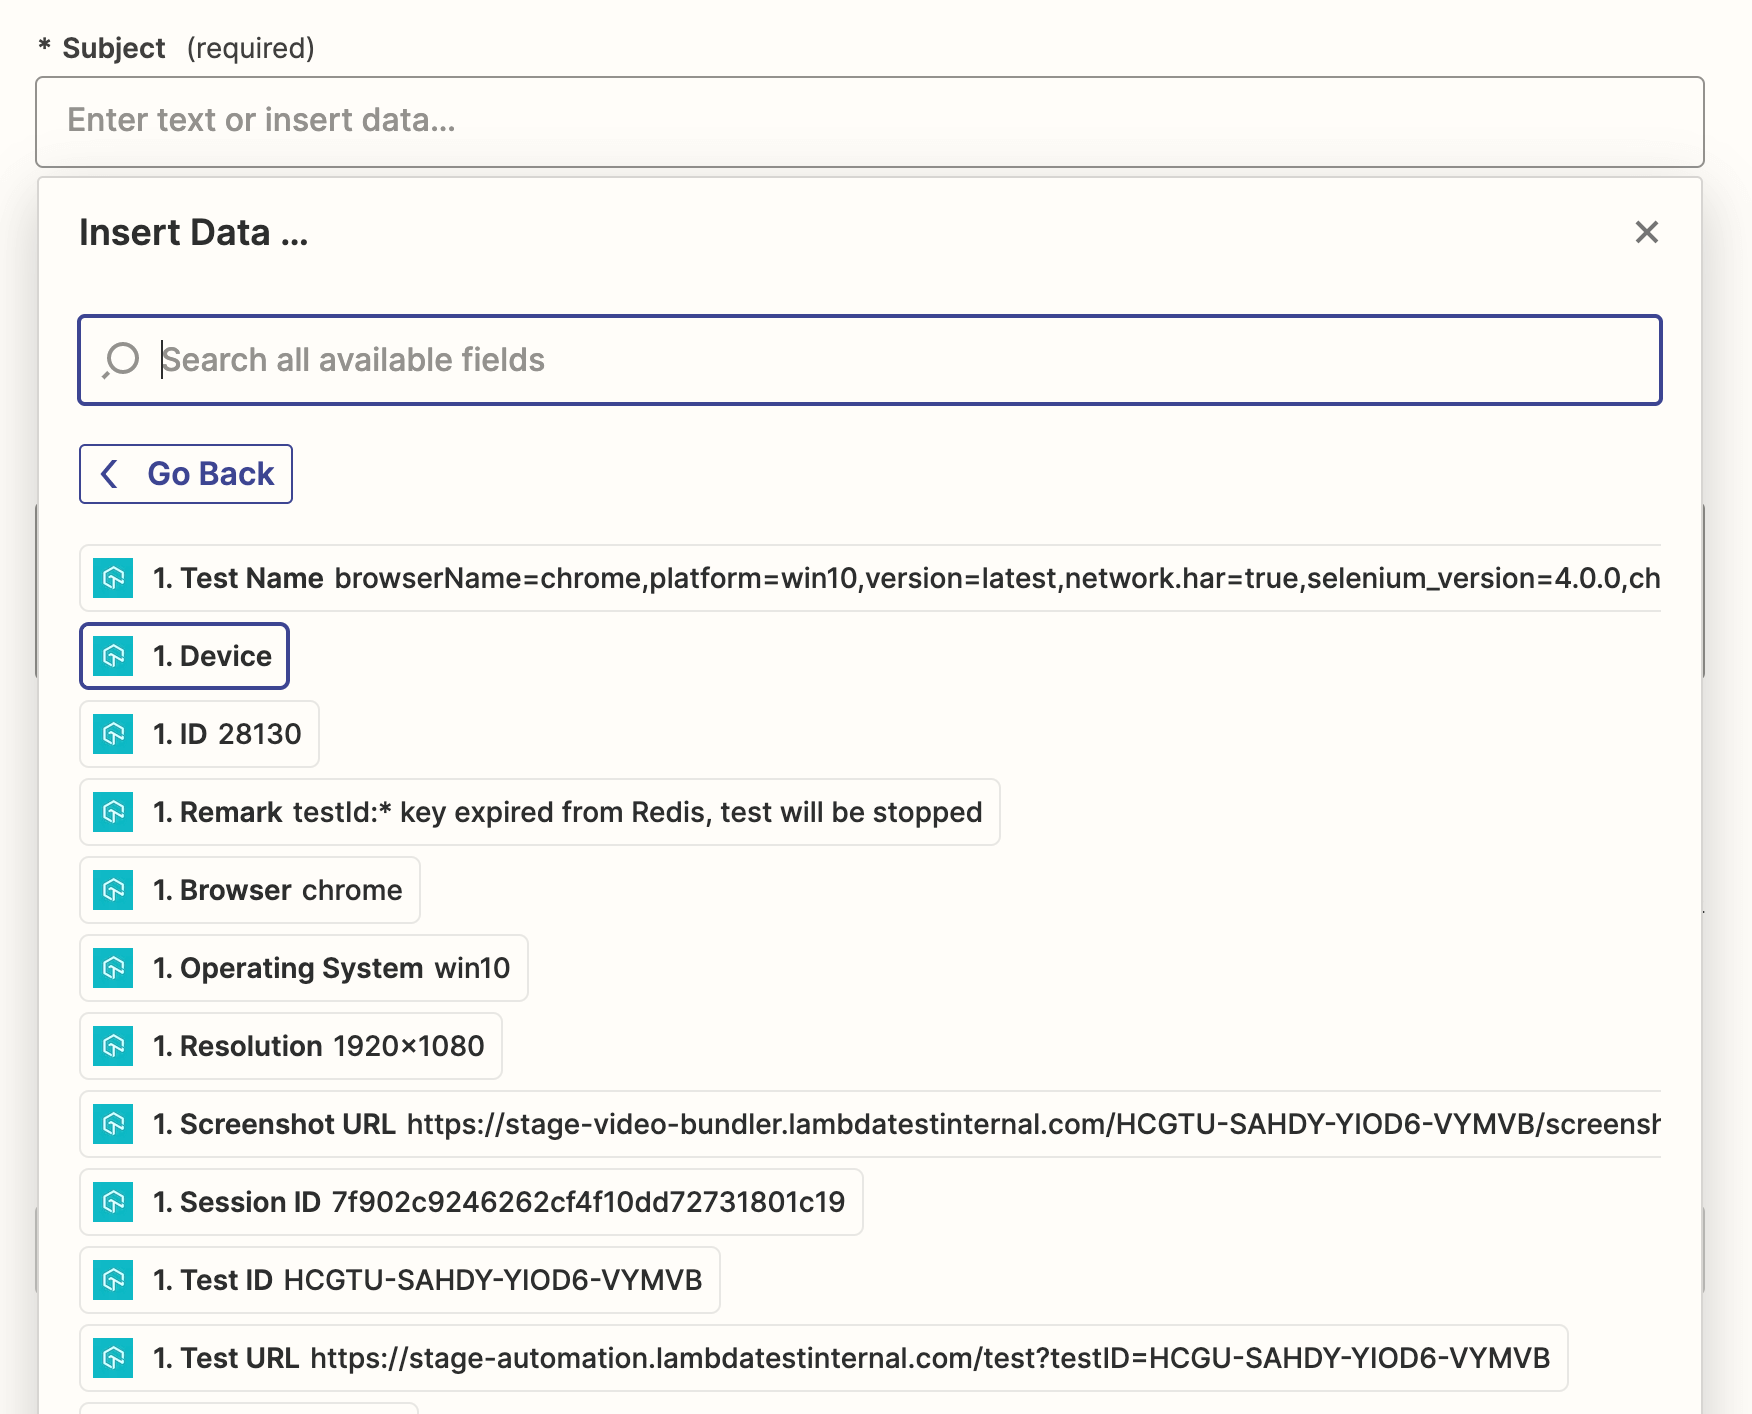 * Subject (required)
Enter text or insert data...
Insert Data ...
Search all available fields
Go Back
1. Test Name browserName=chrome,platform=win10,version=latest,network.har=true,selenium_version=4.0.0,ch
1. Device
1. ID 28130
1. Remark testId:* key expired from Redis, test will be stopped
1. Browser chrome
1. Operating System win10
1. Resolution 1920×1080
1. Screenshot URL https://stage-video-bundler.lambdatestinternal.com/HCGTU-SAHDY-YIOD6-VYMVB/screensh
1. Session ID 7f902c9246262cf4f10dd72731801c19
1. Test ID HCGTU-SAHDY-YIOD6-VYMVB
1. Test URL https://stage-automation.lambdatestinternal.com/test?testID=HCGU-SAHDY-YIOD6-VYMVB